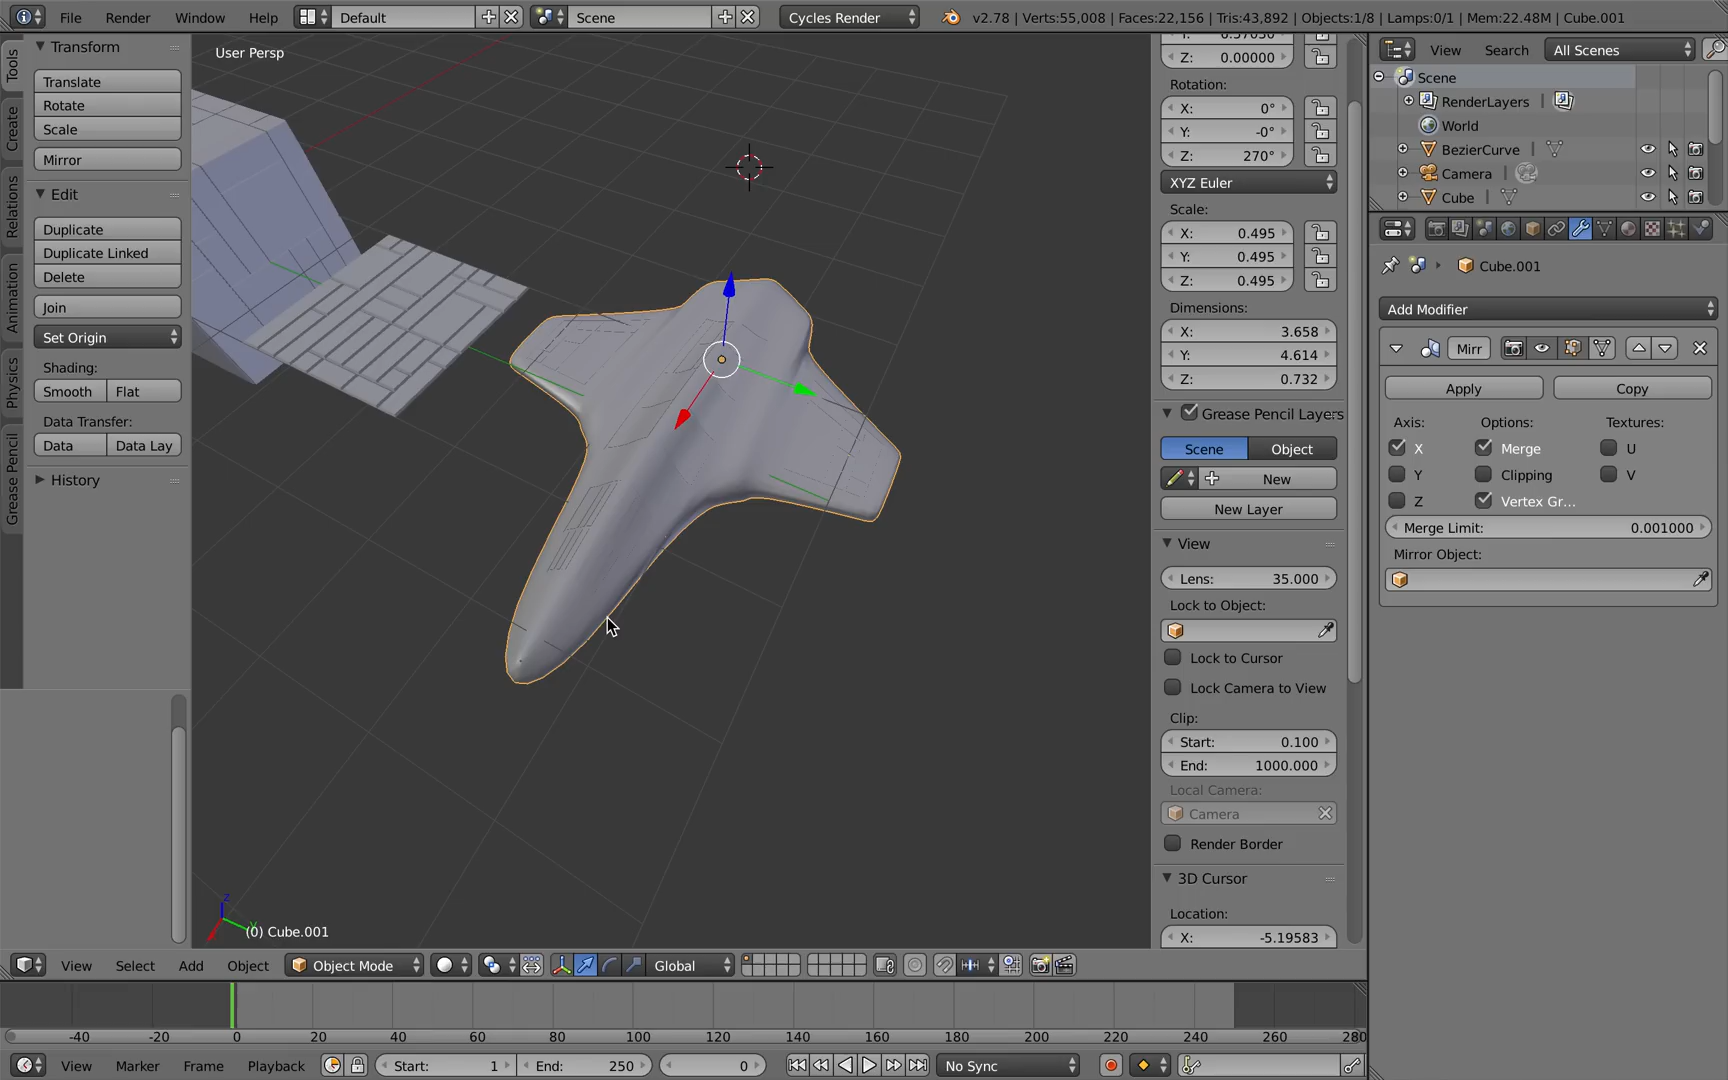 File Render Window Help Default Scene Cycles Render v2.78 | Verts:55,008 | Faces:22,156 | Tris:43,892 | Objects:1/8 | Lamps:0/1 | Mem:22.48M | Cube.001
Tools
Create
Relations
Animation
Physics
Grease Pencil
Transform
Translate
Rotate
Scale
Mirror
Edit
Duplicate
Duplicate Linked
Delete
Join
Set Origin
Shading:
Smooth Flat
Data Transfer:
Data Data Lay
History
User Persp
z
y
(0) Cube.001
Z: 0.00000
Rotation:
X: 0°
Y: -0°
Z: 270°
XYZ Euler
Scale:
X: 0.495
Y: 0.495
Z: 0.495
Dimensions:
X: 3.658
Y: 4.614
Z: 0.732
Grease Pencil Layers
Scene Object
New
New Layer
View
Lens: 35.000
Lock to Object:
Lock to Cursor
Lock Camera to View
Clip:
Start: 0.100
End: 1000.000
Local Camera:
Camera
Render Border
3D Cursor
Location:
X: -5.19583
View Search All Scenes
Scene
RenderLayers |
World
BezierCurve |
Camera |
Cube |
Cube.001
Add Modifier
Mirr
Apply Copy
Axis: Options: Textures:
X Merge U
Y Clipping V
Z Vertex Gr...
Merge Limit: 0.001000
Mirror Object:
View Select Add Object Object Mode Global
-40 -20 0 20 40 60 80 100 120 140 160 180 200 220 240 260 280
View Marker Frame Playback Start: 1 End: 250 0 No Sync